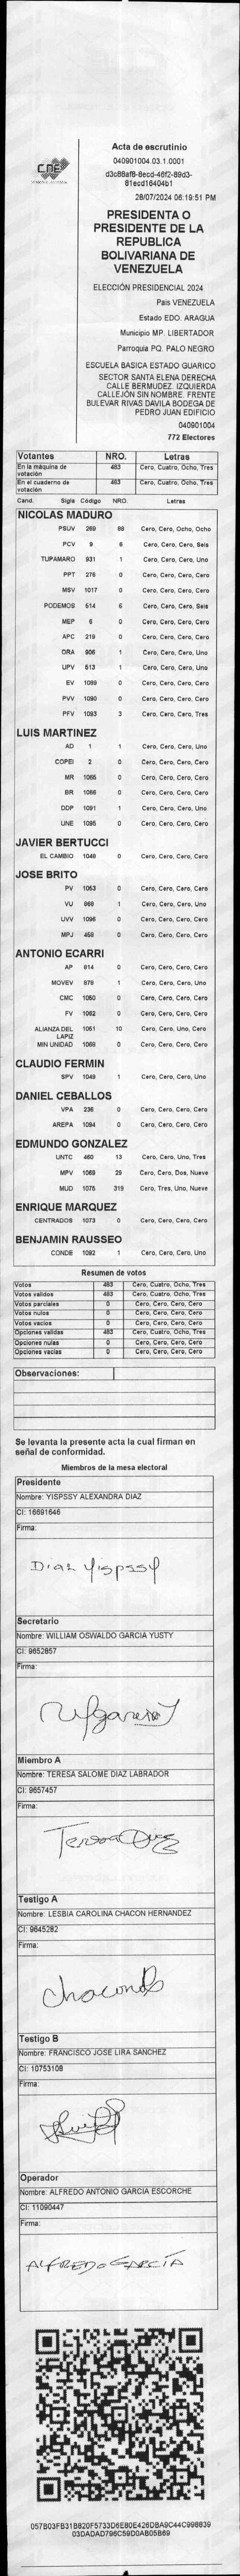 CNE
Acta de escrutinio
040901004.03.1.0001
d3c88af8-8ecd-46f2-89d3-
81ecd16404b1
28/07/2024 06:19:51 PM
PRESIDENTA O
PRESIDENTE DE LA
REPUBLICA
BOLIVARIANA DE
VENEZUELA
ELECCIÓN PRESIDENCIAL 2024
Pais VENEZUELA
Estado EDO. ARAGUA
Municipio MP. LIBERTADOR
Parroquia PQ. PALO NEGRO
ESCUELA BASICA ESTADO GUARICO
SECTOR SANTA ELENA DERECHA
CALLE BERMUDEZ. IZQUIERDA
CALLEJÓN SIN NOMBRE. FRENTE
BULEVAR RIVAS DAVILA BODEGA DE
PEDRO JUAN EDIFICIO
040901004
772 Electores
Votantes NRO. Letras
En la máquina de votación 483 Cero, Cuatro, Ocho, Tres
En el cuaderno de votación 483 Cero, Cuatro, Ocho, Tres
Cand. Sigla Código NRO. Letras
NICOLAS MADURO
PSUV 269 88 Cero, Cero, Ocho, Ocho
PCV 9 6 Cero, Cero, Cero, Seis
TUPAMARO 931 1 Cero, Cero, Cero, Uno
PPT 276 0 Cero, Cero, Cero, Cero
MSV 1017 0 Cero, Cero, Cero, Cero
PODEMOS 514 6 Cero, Cero, Cero, Seis
MEP 6 0 Cero, Cero, Cero, Cero
APC 219 0 Cero, Cero, Cero, Cero
ORA 906 1 Cero, Cero, Cero, Uno
UPV 513 1 Cero, Cero, Cero, Uno
EV 1089 0 Cero, Cero, Cero, Cero
PVV 1090 0 Cero, Cero, Cero, Cero
PFV 1093 3 Cero, Cero, Cero, Tres
LUIS MARTINEZ
AD 1 1 Cero, Cero, Cero, Uno
COPEI 2 0 Cero, Cero, Cero, Cero
MR 1065 0 Cero, Cero, Cero, Cero
BR 1066 0 Cero, Cero, Cero, Cero
DDP 1091 1 Cero, Cero, Cero, Uno
UNE 1095 0 Cero, Cero, Cero, Cero
JAVIER BERTUCCI
EL CAMBIO 1048 0 Cero, Cero, Cero, Cero
JOSE BRITO
PV 1053 0 Cero, Cero, Cero, Cero
VU 868 1 Cero, Cero, Cero, Uno
UVV 1096 0 Cero, Cero, Cero, Cero
MPJ 458 0 Cero, Cero, Cero, Cero
ANTONIO ECARRI
AP 814 0 Cero, Cero, Cero, Cero
MOVEV 678 1 Cero, Cero, Cero, Uno
CMC 1050 0 Cero, Cero, Cero, Cero
FV 1052 0 Cero, Cero, Cero, Cero
ALIANZA DEL LAPIZ 1051 10 Cero, Cero, Uno, Cero
MIN UNIDAD 1069 0 Cero, Cero, Cero, Cero
CLAUDIO FERMIN
SPV 1049 1 Cero, Cero, Cero, Uno
DANIEL CEBALLOS
VPA 236 0 Cero, Cero, Cero, Cero
AREPA 1094 0 Cero, Cero, Cero, Cero
EDMUNDO GONZALEZ
UNTC 460 13 Cero, Cero, Uno, Tres
MPV 1068 29 Cero, Cero, Dos, Nueve
MUD 1075 319 Cero, Tres, Uno, Nueve
ENRIQUE MARQUEZ
CENTRADOS 1073 0 Cero, Cero, Cero, Cero
BENJAMIN RAUSSEO
CONDE 1092 1 Cero, Cero, Cero, Uno
Resumen de votos
Votos 483 Cero, Cuatro, Ocho, Tres
Votos validos 483 Cero, Cuatro, Ocho, Tres
Votos parciales 0 Cero, Cero, Cero, Cero
Votos nulos 0 Cero, Cero, Cero, Cero
Votos vacios 0 Cero, Cero, Cero, Cero
Opciones validas 483 Cero, Cuatro, Ocho, Tres
Opciones nulas 0 Cero, Cero, Cero, Cero
Opciones vacias 0 Cero, Cero, Cero, Cero
Observaciones:
Se levanta la presente acta la cual firman en
señal de conformidad.
Miembros de la mesa electoral
Presidente
Nombre: YISPSSY ALEXANDRA DIAZ
CI: 16691646
Firma:
Diaz Yispssy
Secretario
Nombre: WILLIAM OSWALDO GARCIA YUSTY
CI: 9652857
Firma:
Miembro A
Nombre: TERESA SALOME DIAZ LABRADOR
CI: 9657457
Firma:
Teresa Diaz
Testigo A
Nombre: LESBIA CAROLINA CHACON HERNANDEZ
CI: 9645282
Firma:
Testigo B
Nombre: FRANCISCO JOSE LIRA SANCHEZ
CI: 10753108
Firma:
Operador
Nombre: ALFREDO ANTONIO GARCIA ESCORCHE
CI: 11090447
Firma:
ALFREDO GARCÍA
057B03FB31B820F5733D6E80E426DBA9C44C998839
03DADAD796C59D0AB05B69